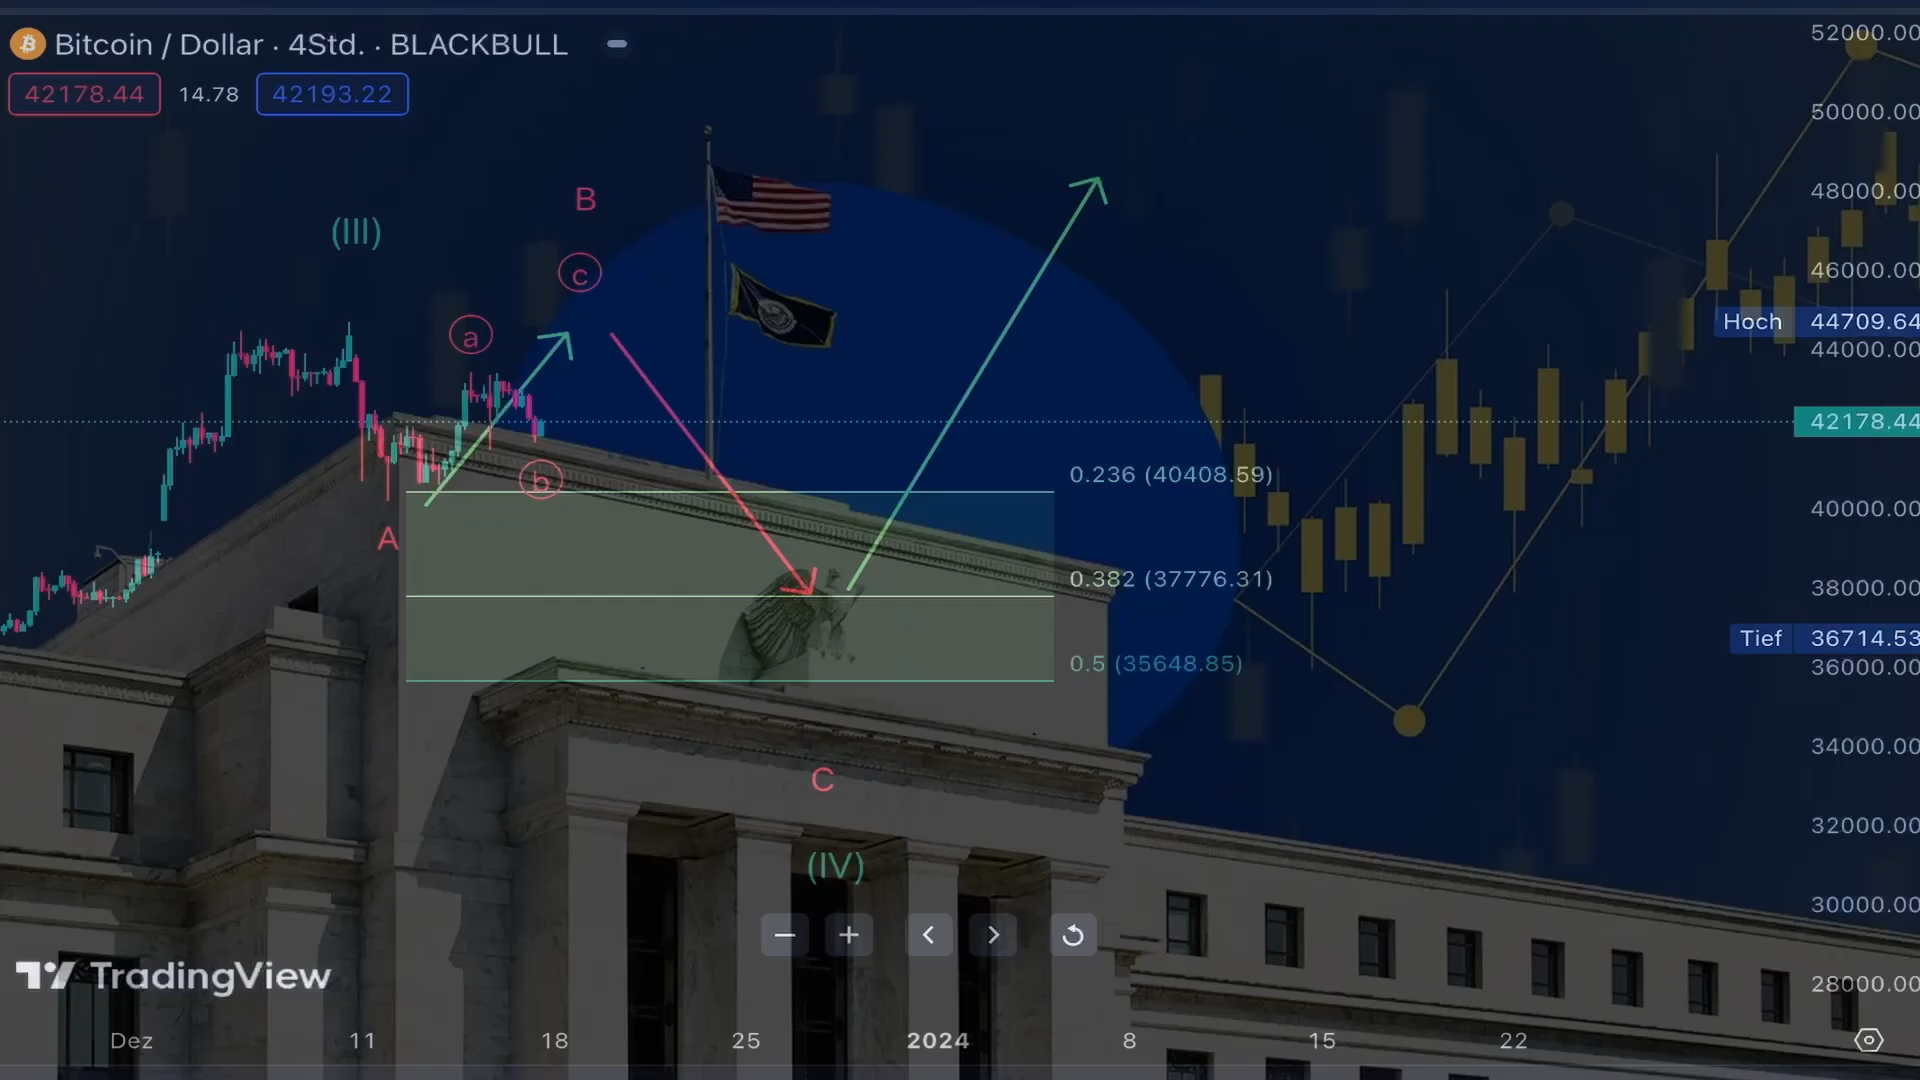 Bitcoin / Dollar · 4Std. · BLACKBULL
42178.44 14.78 42193.22
52000.00
50000.00
48000.00
46000.00
Hoch 44709.64
44000.00
42178.44
40000.00
38000.00
Tief 36714.53
36000.00
34000.00
32000.00
30000.00
28000.00
B
(III)
c
a
b
A
0.236 (40408.59)
0.382 (37776.31)
0.5 (35648.85)
C
(IV)
TradingView
Dez 11 18 25 2024 8 15 22